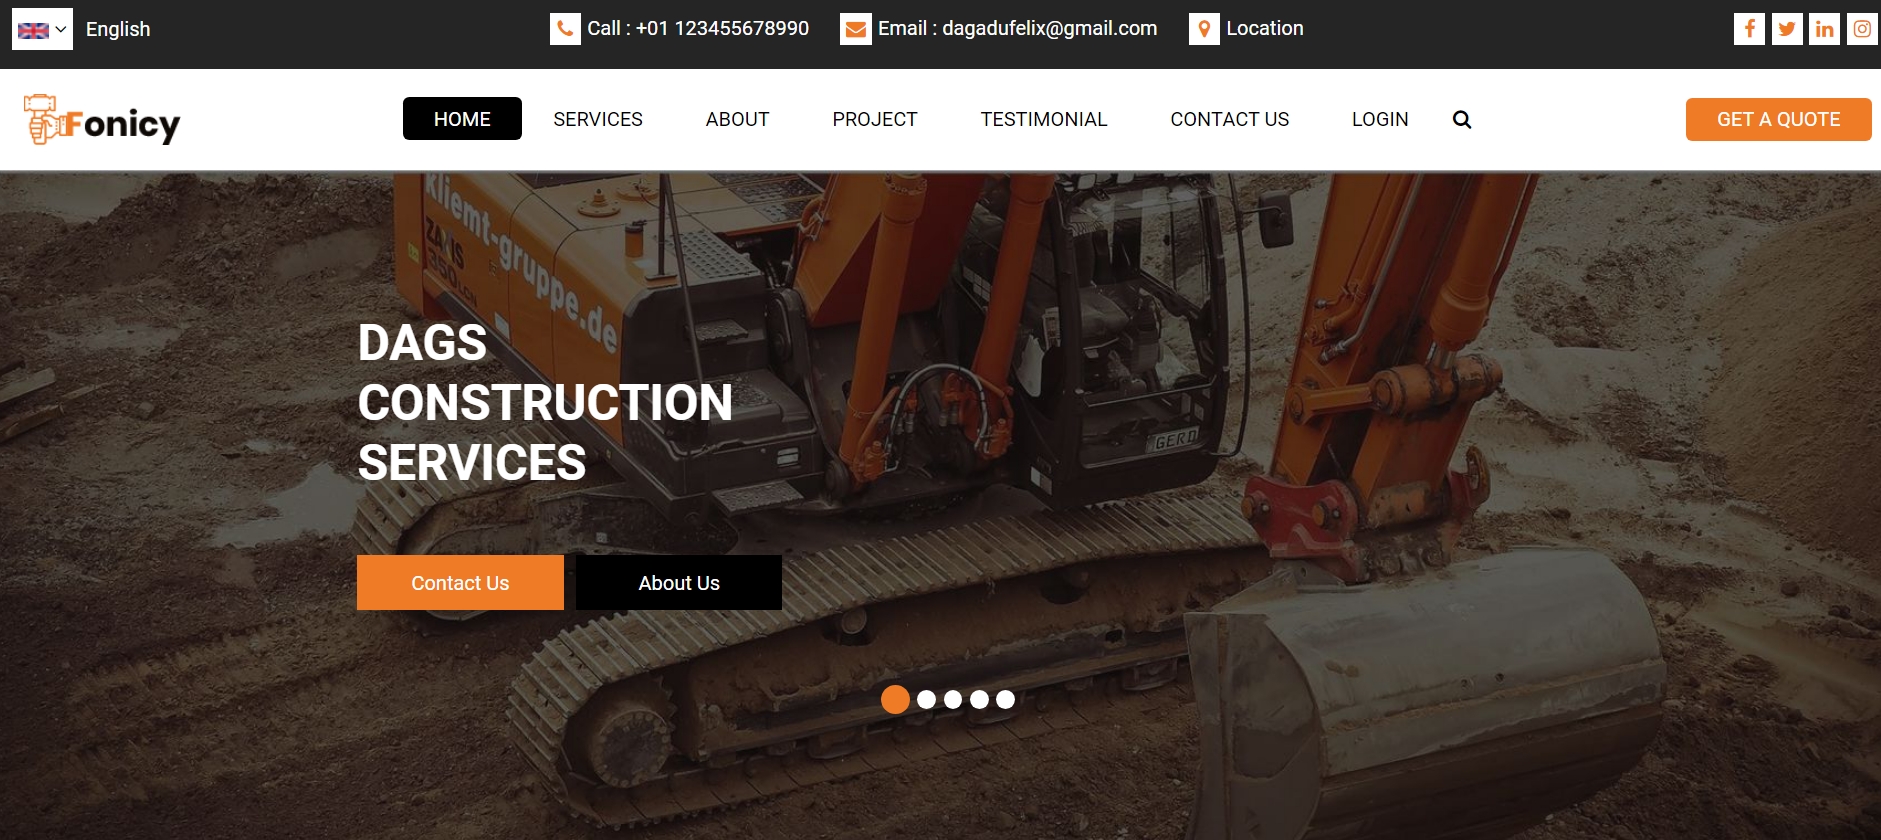 English
Call : +01 123455678990
Email : dagadufelix@gmail.com
Location
Fonicy
HOME
SERVICES
ABOUT
PROJECT
TESTIMONIAL
CONTACT US
LOGIN
GET A QUOTE
kliemt-gruppe.de
ZAXIS
350LCN
GERD
DAGS
CONSTRUCTION
SERVICES
Contact Us
About Us